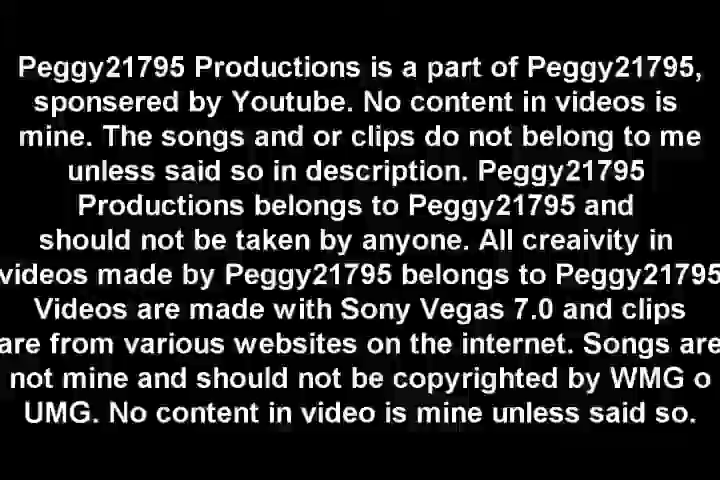 Peggy21795 Productions is a part of Peggy21795,
sponsered by Youtube. No content in videos is
mine. The songs and or clips do not belong to me
unless said so in description. Peggy21795
Productions belongs to Peggy21795 and
should not be taken by anyone. All creaivity in
videos made by Peggy21795 belongs to Peggy21795
Videos are made with Sony Vegas 7.0 and clips
are from various websites on the internet. Songs are
not mine and should not be copyrighted by WMG o
UMG. No content in video is mine unless said so.